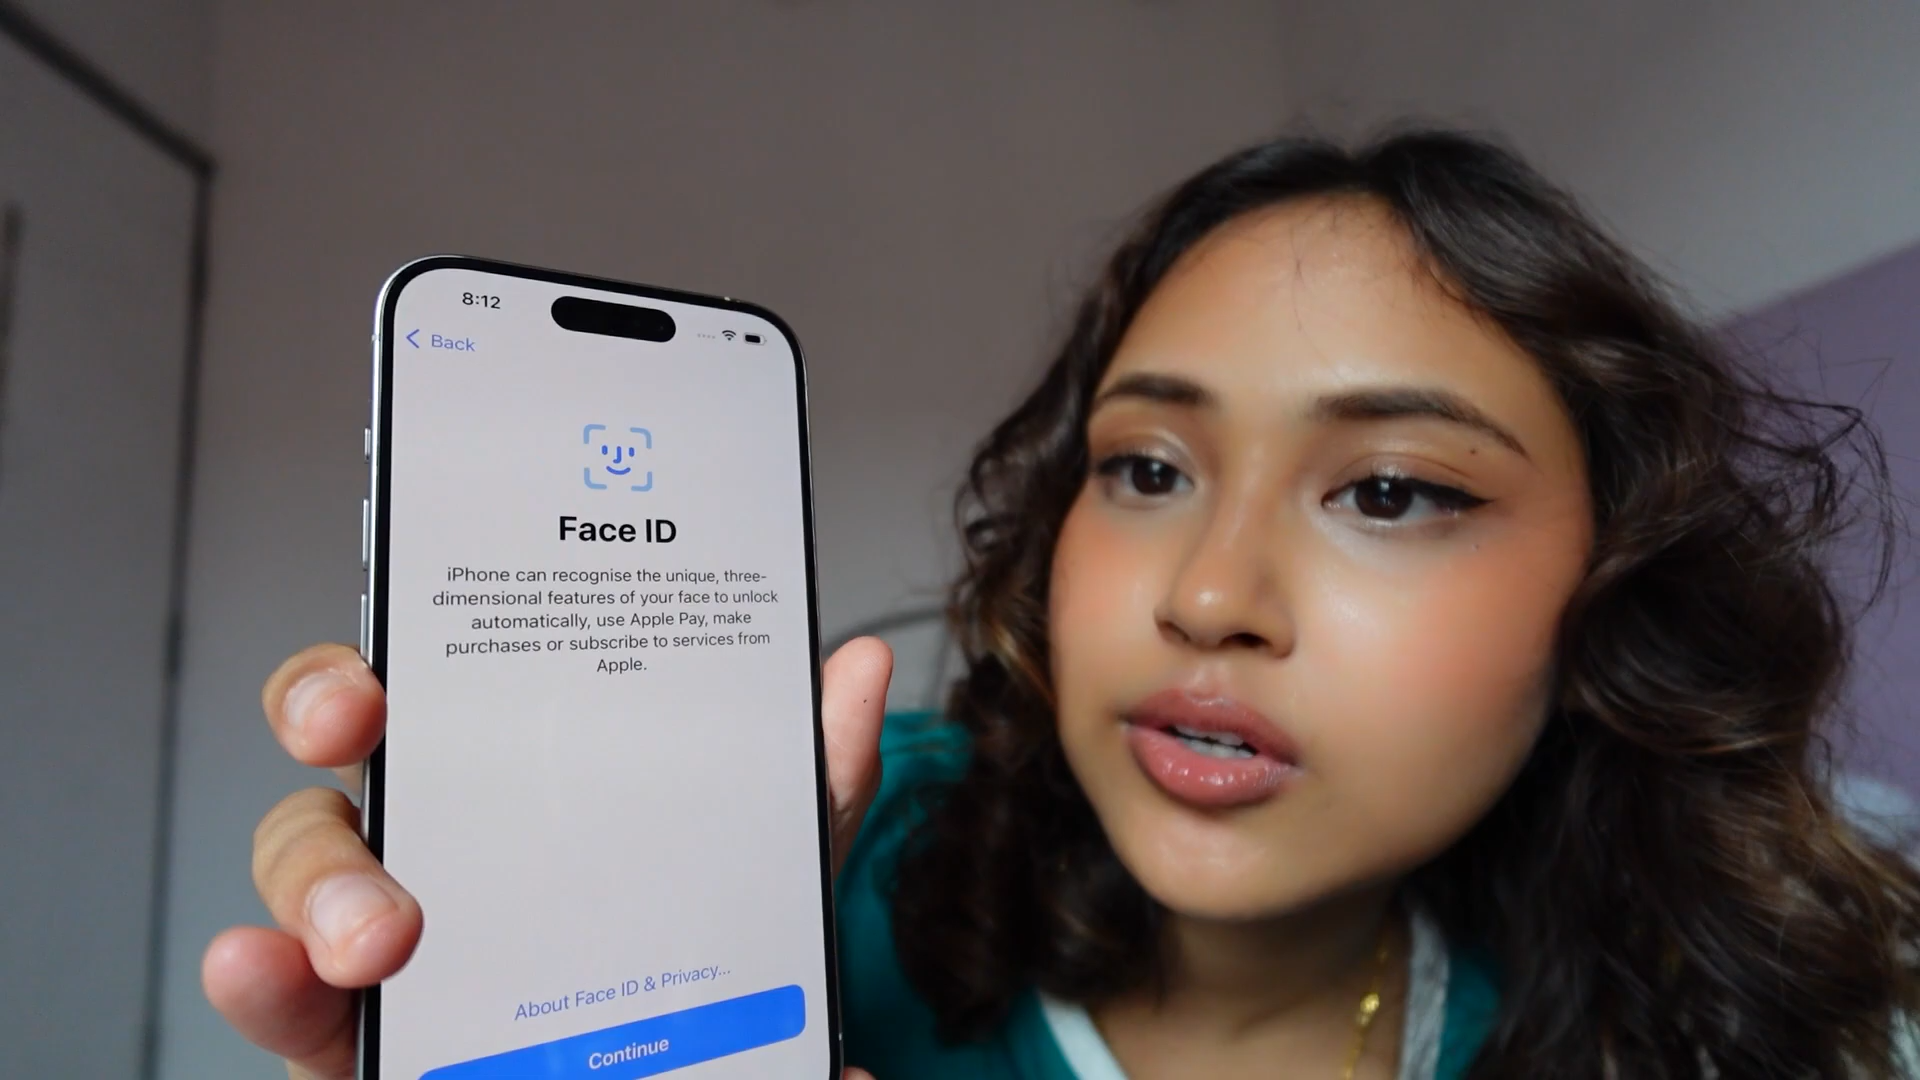 8:12
Back
Face ID
iPhone can recognise the unique, three-
dimensional features of your face to unlock
automatically, use Apple Pay, make
purchases or subscribe to services from
Apple.
About Face ID & Privacy...
Continue